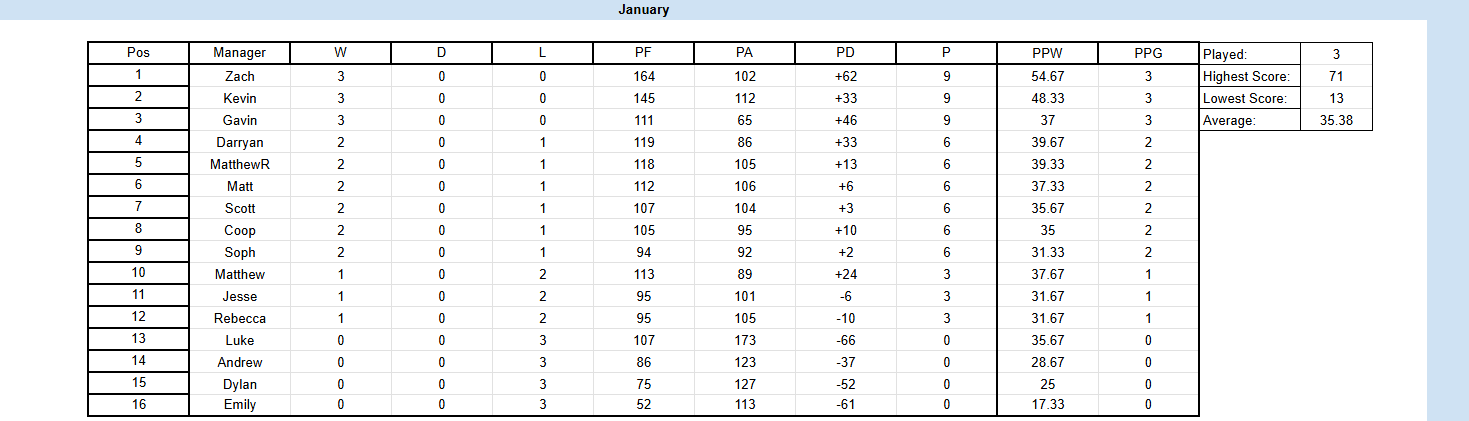 January
Pos Manager W D L PF PA PD P PPW PPG Played: 3
1 Zach 3 0 0 164 102 +62 9 54.67 3 Highest Score: 71
2 Kevin 3 0 0 145 112 +33 9 48.33 3 Lowest Score: 13
3 Gavin 3 0 0 111 65 +46 9 37 3 Average: 35.38
4 Darryan 2 0 1 119 86 +33 6 39.67 2
5 MatthewR 2 0 1 118 105 +13 6 39.33 2
6 Matt 2 0 1 112 106 +6 6 37.33 2
7 Scott 2 0 1 107 104 +3 6 35.67 2
8 Coop 2 0 1 105 95 +10 6 35 2
9 Soph 2 0 1 94 92 +2 6 31.33 2
10 Matthew 1 0 2 113 89 +24 3 37.67 1
11 Jesse 1 0 2 95 101 -6 3 31.67 1
12 Rebecca 1 0 2 95 105 -10 3 31.67 1
13 Luke 0 0 3 107 173 -66 0 35.67 0
14 Andrew 0 0 3 86 123 -37 0 28.67 0
15 Dylan 0 0 3 75 127 -52 0 25 0
16 Emily 0 0 3 52 113 -61 0 17.33 0